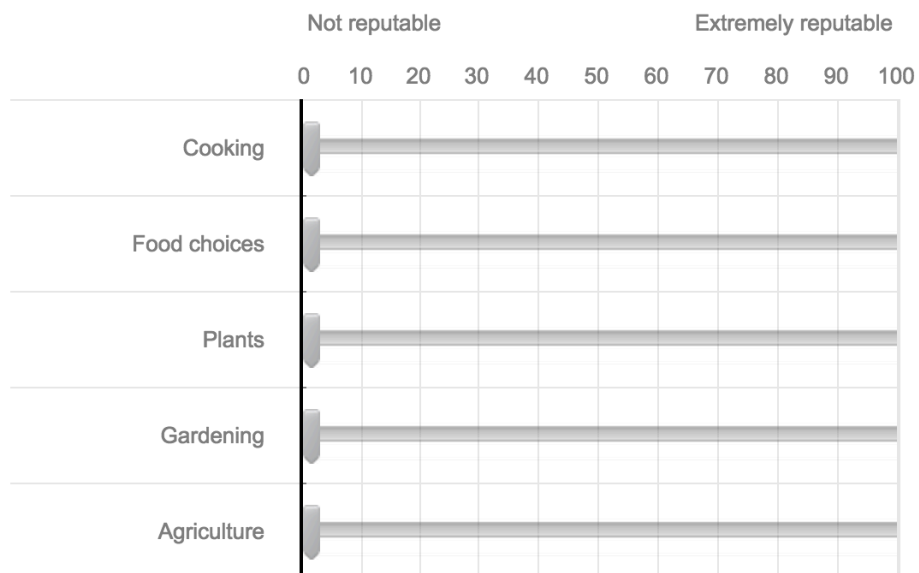 Not reputable Extremely reputable
0 10 20 30 40 50 60 70 80 90 100
Cooking
Food choices
Plants
Gardening
Agriculture